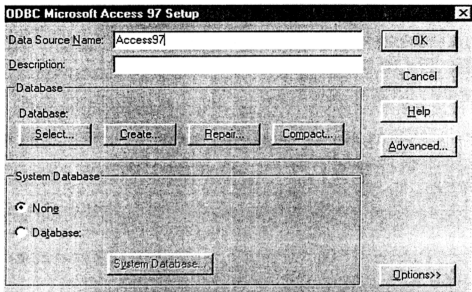 ODBC Microsoft Access 97 Setup
Data Source Name: Access97 OK
Description: Cancel
Database
Database: Help
Select... Create... Repair... Compact... Advanced...
System Database
None
Database:
System Database...
Options>>